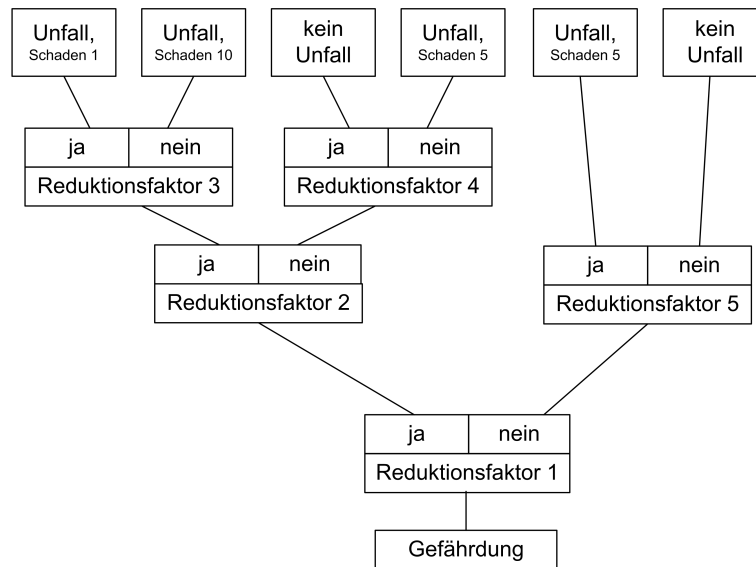 Unfall,
Schaden 1
Unfall,
Schaden 10
kein
Unfall
Unfall,
Schaden 5
Unfall,
Schaden 5
kein
Unfall
ja
nein
Reduktionsfaktor 3
ja
nein
Reduktionsfaktor 4
ja
nein
Reduktionsfaktor 2
ja
nein
Reduktionsfaktor 5
ja
nein
Reduktionsfaktor 1
Gefährdung